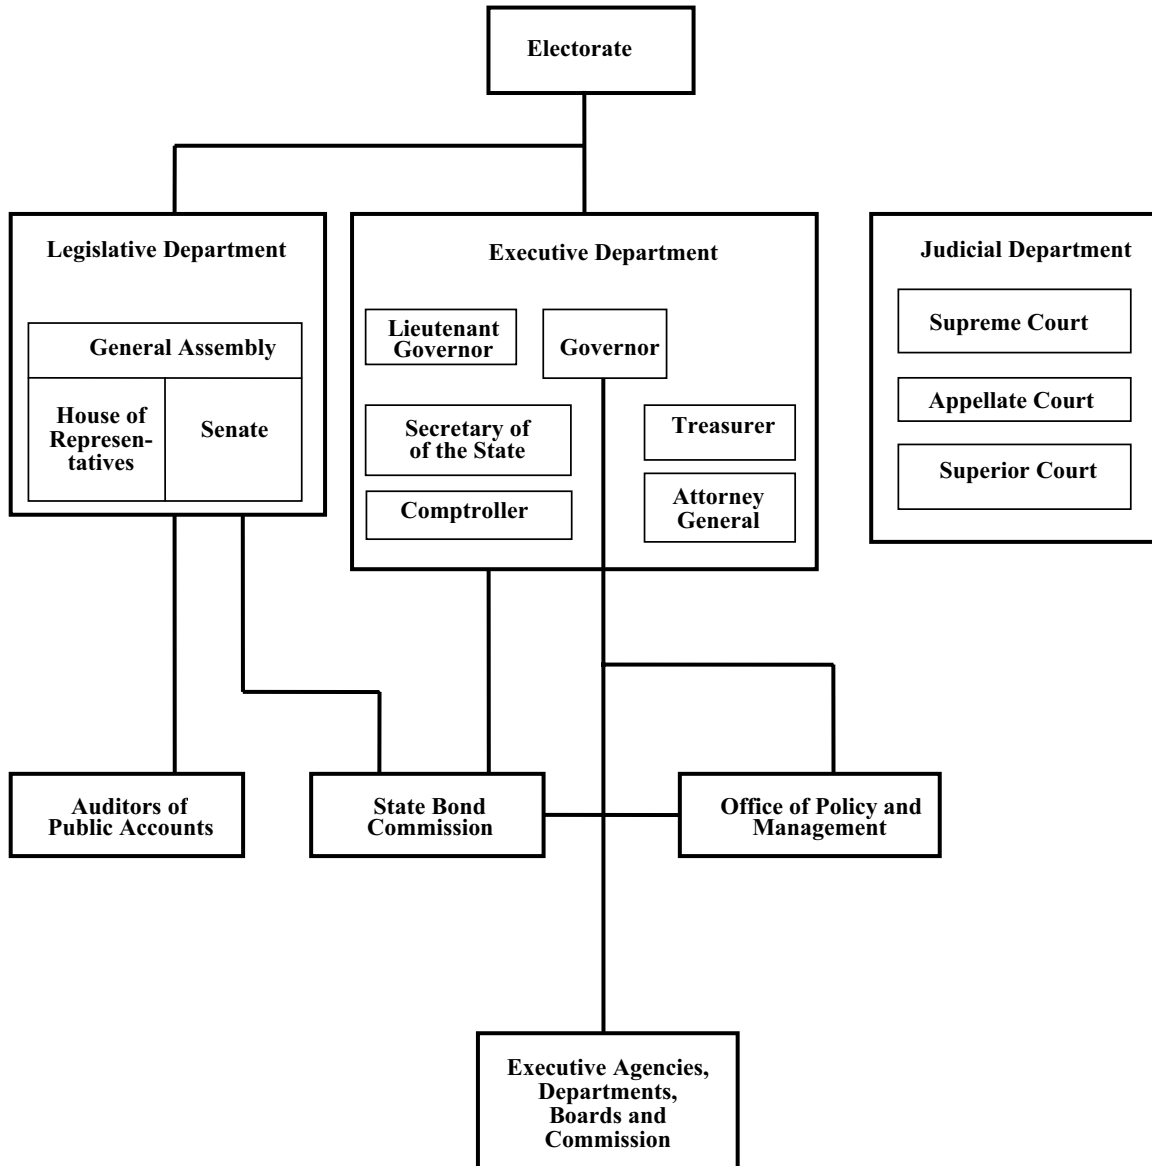 Electorate
Legislative Department
General Assembly
House of
Represen-
tatives
Senate
Executive Department
Lieutenant
Governor
Governor
Secretary of
of the State
Treasurer
Comptroller
Attorney
General
Judicial Department
Supreme Court
Appellate Court
Superior Court
Auditors of
Public Accounts
State Bond
Commission
Office of Policy and
Management
Executive Agencies,
Departments,
Boards and
Commission